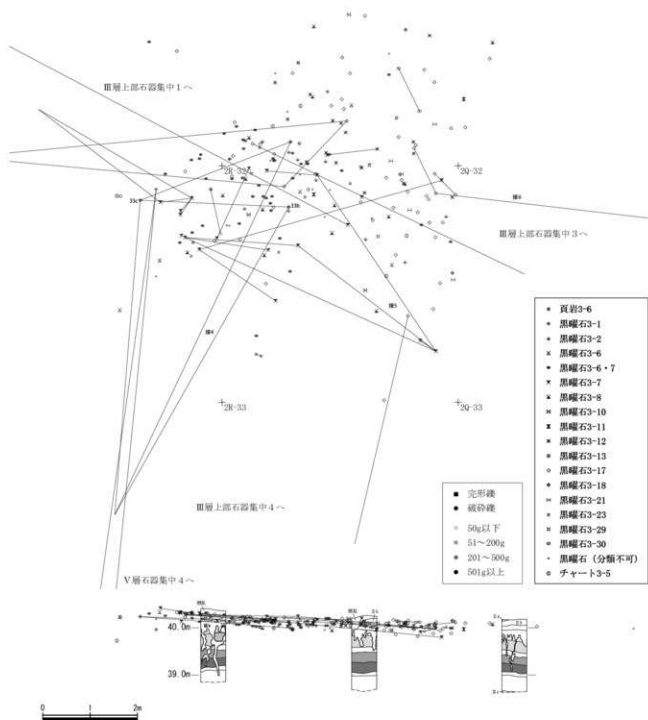 Ⅲ層上部石器集中1へ
2R-32
2Q-32
33c
33b
Ⅲ層上部石器集中3へ
2R-33
2Q-33
Ⅲ層上部石器集中4へ
Ⅴ層石器集中4へ
頁岩3-6
黒曜石3-1
黒曜石3-2
黒曜石3-6
黒曜石3-6・7
黒曜石3-7
黒曜石3-8
黒曜石3-10
黒曜石3-11
黒曜石3-12
黒曜石3-13
黒曜石3-17
黒曜石3-18
黒曜石3-21
黒曜石3-23
黒曜石3-29
黒曜石3-30
黒曜石（分類不可）
チャート3-5
完形礫
破砕礫
50g以下
51～200g
201～500g
501g以上
40.0m
39.0m
0 1 2m